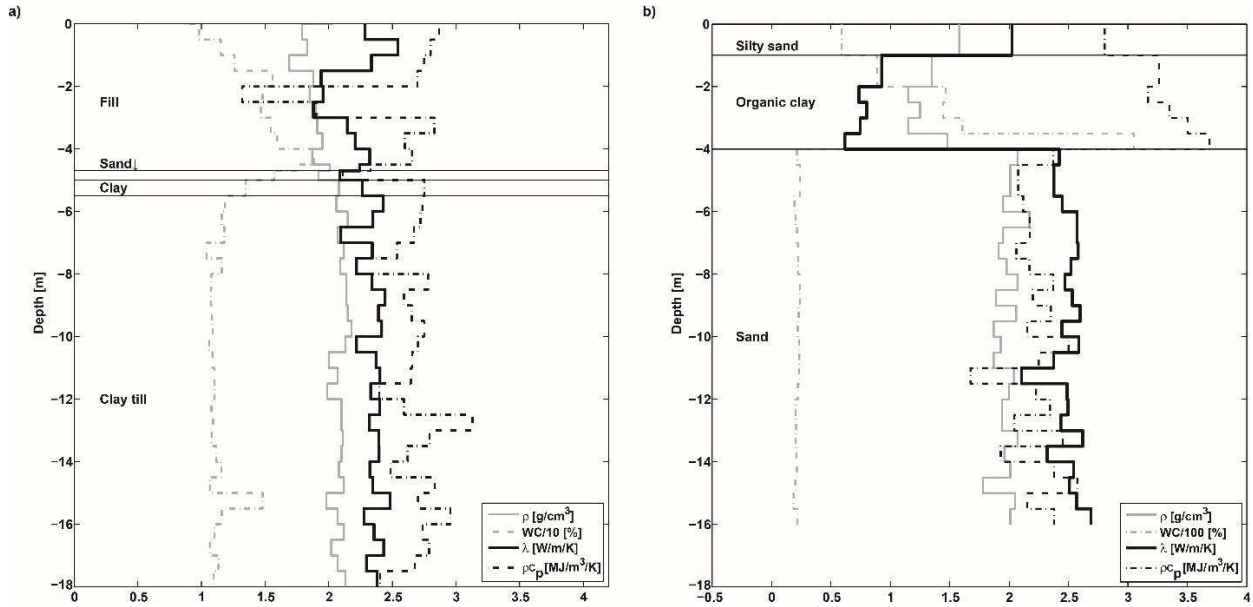 a)
0
−2
−4
−6
−8
−10
−12
−14
−16
−18
Depth [m]
Fill
Sand↓
Clay
Clay till
ρ [g/cm³]
WC/10 [%]
λ [W/m/K]
ρcₚ [MJ/m³/K]
0 0.5 1 1.5 2 2.5 3 3.5 4
b)
0
−2
−4
−6
−8
−10
−12
−14
−16
−18
Depth [m]
Silty sand
Organic clay
Sand
ρ [g/cm³]
WC/100 [%]
λ [W/m/K]
ρcₚ [MJ/m³/K]
−0.5 0 0.5 1 1.5 2 2.5 3 3.5 4